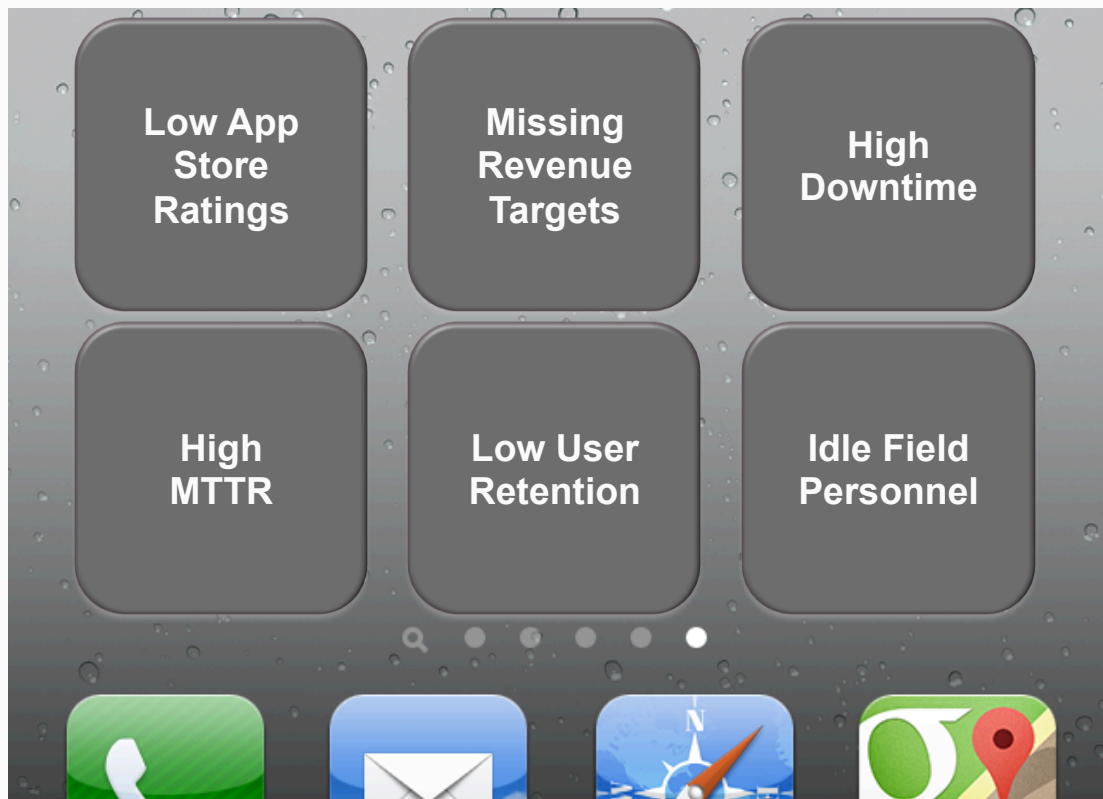 Low App
Store
Ratings
Missing
Revenue
Targets
High
Downtime
High
MTTR
Low User
Retention
Idle Field
Personnel
N